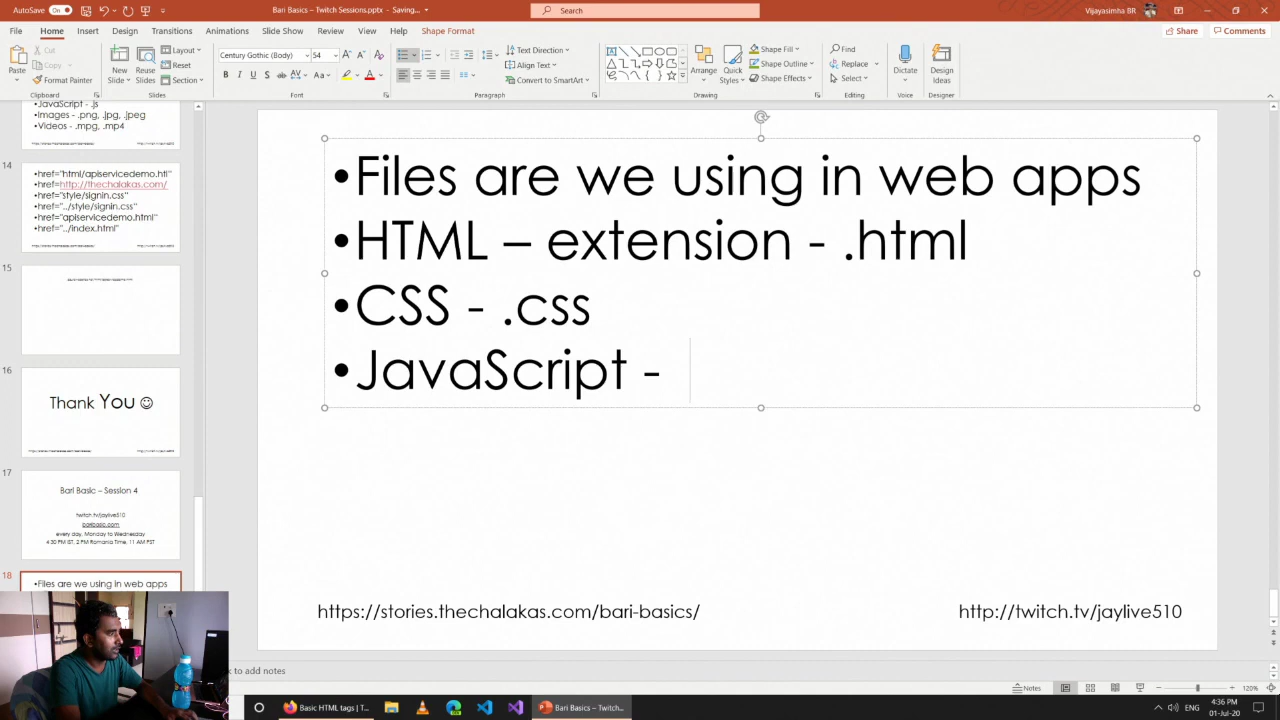 AutoSave
On
Bari Basics – Twitch Sessions.pptx - Saving...
Search
Vijayasimha BR
File
Home
Insert
Design
Transitions
Animations
Slide Show
Review
View
Help
Shape Format
Share
Comments
Paste
Cut
Copy
Format Painter
Clipboard
New
Slide
Reuse
Slides
Layout
Reset
Section
Slides
Century Gothic (Body)
54
Font
Text Direction
Align Text
Convert to SmartArt
Paragraph
Arrange
Quick
Styles
Shape Fill
Shape Outline
Shape Effects
Drawing
Find
Replace
Select
Editing
Dictate
Voice
Design
Ideas
Designer
•JavaScript - .js
•Images - .png, .jpg, .jpeg
•Videos - .mpg, .mp4
14
•href="html/apiservicedemo.html"
•href=http://thechalakas.com/
•href="style/signin.css"
•href="../style/signin.css"
•href="apiservicedemo.html"
•href="../index.html"
15
16
Thank You ☺
17
Bari Basic – Session 4
twitch.tv/jaylive510
baribasic.com
every day, Monday to Wednesday
4 30 PM IST, 2 PM Romania Time, 11 AM PST
18
•Files are we using in web apps
•Files are we using in web apps
•HTML – extension - .html
•CSS - .css
•JavaScript -
https://stories.thechalakas.com/bari-basics/
http://twitch.tv/jaylive510
to add notes
Notes
120%
Basic HTML tags | T...
Bari Basics – Twitch...
ENG
4:36 PM
01-Jul-20